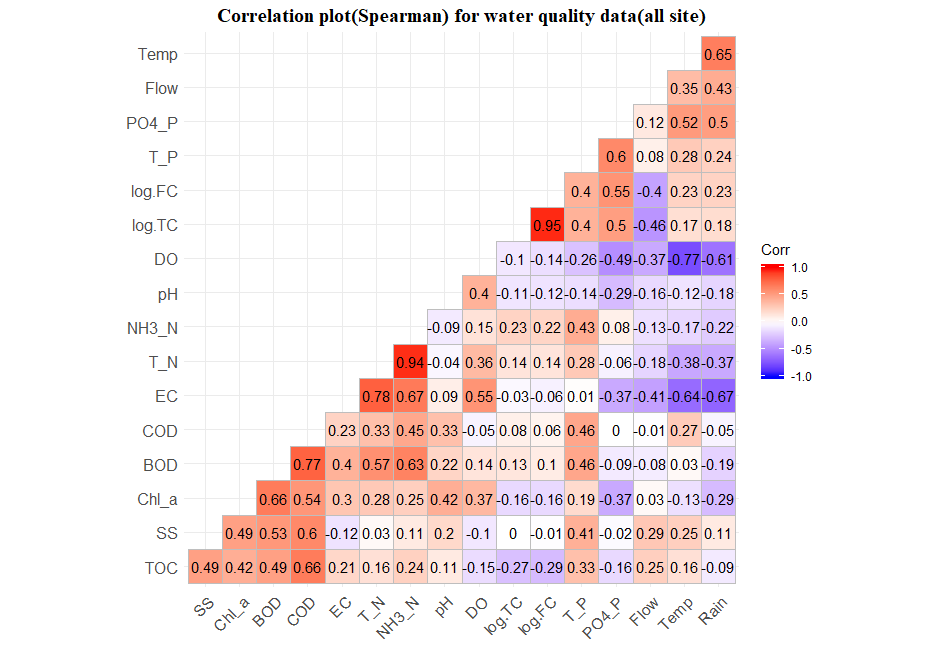 Correlation plot(Spearman) for water quality data(all site)
Temp 0.65
Flow 0.35 0.43
PO4_P 0.12 0.52 0.5
T_P 0.6 0.08 0.28 0.24
log.FC 0.4 0.55 -0.4 0.23 0.23
log.TC 0.95 0.4 0.5 -0.46 0.17 0.18
DO -0.1 -0.14 -0.26 -0.49 -0.37 -0.77 -0.61
pH 0.4 -0.11 -0.12 -0.14 -0.29 -0.16 -0.12 -0.18
NH3_N -0.09 0.15 0.23 0.22 0.43 0.08 -0.13 -0.17 -0.22
T_N 0.94 -0.04 0.36 0.14 0.14 0.28 -0.06 -0.18 -0.38 -0.37
EC 0.78 0.67 0.09 0.55 -0.03 -0.06 0.01 -0.37 -0.41 -0.64 -0.67
COD 0.23 0.33 0.45 0.33 -0.05 0.08 0.06 0.46 0 -0.01 0.27 -0.05
BOD 0.77 0.4 0.57 0.63 0.22 0.14 0.13 0.1 0.46 -0.09 -0.08 0.03 -0.19
Chl_a 0.66 0.54 0.3 0.28 0.25 0.42 0.37 -0.16 -0.16 0.19 -0.37 0.03 -0.13 -0.29
SS 0.49 0.53 0.6 -0.12 0.03 0.11 0.2 -0.1 0 -0.01 0.41 -0.02 0.29 0.25 0.11
TOC 0.49 0.42 0.49 0.66 0.21 0.16 0.24 0.11 -0.15 -0.27 -0.29 0.33 -0.16 0.25 0.16 -0.09
SS Chl_a BOD COD EC T_N NH3_N pH DO log.TC log.FC T_P PO4_P Flow Temp Rain
Corr
1.0
0.5
0.0
-0.5
-1.0